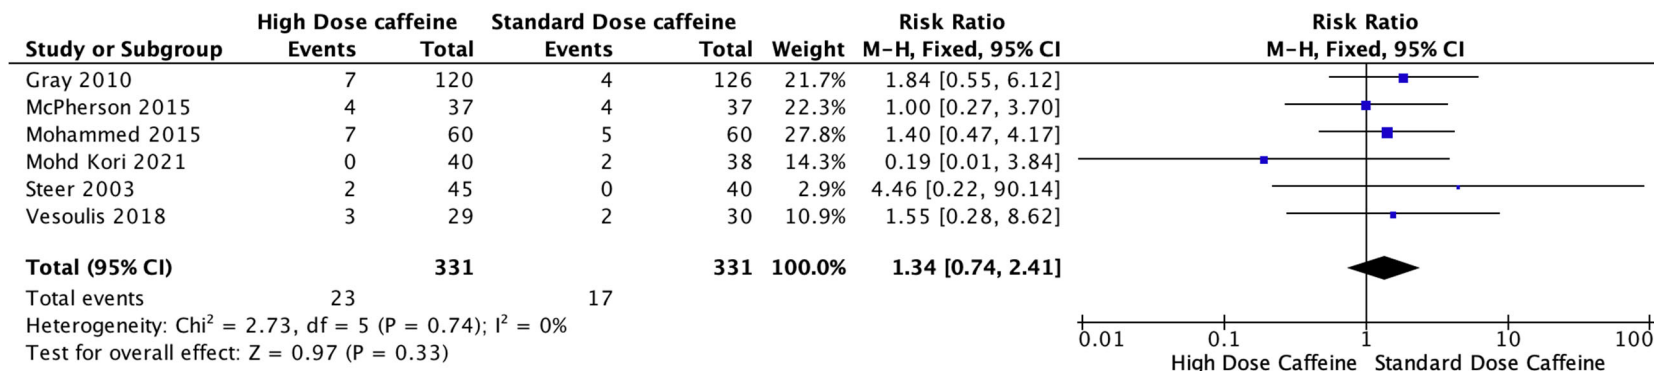 High Dose caffeine Standard Dose caffeine Risk Ratio Risk Ratio
Study or Subgroup Events Total Events Total Weight M-H, Fixed, 95% CI M-H, Fixed, 95% CI
Gray 2010 7 120 4 126 21.7% 1.84 [0.55, 6.12]
McPherson 2015 4 37 4 37 22.3% 1.00 [0.27, 3.70]
Mohammed 2015 7 60 5 60 27.8% 1.40 [0.47, 4.17]
Mohd Kori 2021 0 40 2 38 14.3% 0.19 [0.01, 3.84]
Steer 2003 2 45 0 40 2.9% 4.46 [0.22, 90.14]
Vesoulis 2018 3 29 2 30 10.9% 1.55 [0.28, 8.62]
Total (95% CI) 331 331 100.0% 1.34 [0.74, 2.41]
Total events 23 17
Heterogeneity: Chi² = 2.73, df = 5 (P = 0.74); I² = 0%
Test for overall effect: Z = 0.97 (P = 0.33)
0.01 0.1 1 10 100
High Dose Caffeine Standard Dose Caffeine